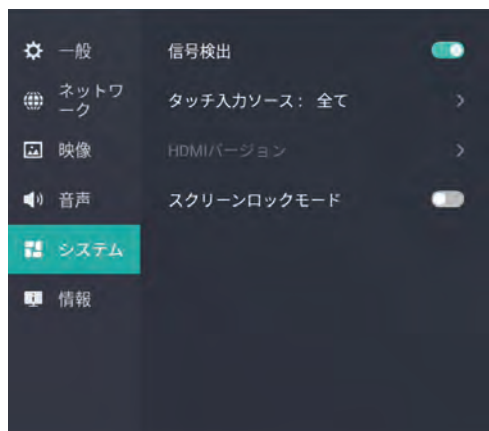 一般
ネットワ
ーク
映像
音声
システム
情報
信号検出
タッチ入力ソース： 全て
HDMIバージョン
スクリーンロックモード